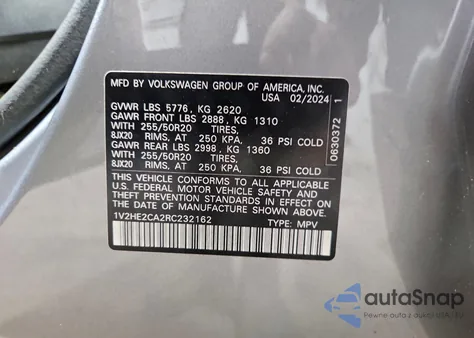 MFD BY VOLKSWAGEN GROUP OF AMERICA, INC.
USA 02/2024
GVWR LBS 5776, KG 2620
GAWR FRONT LBS 2888, KG 1310
WITH 255/50R20 TIRES,
8JX20 RIMS. AT 250 KPA, 36 PSI COLD
GAWR REAR LBS 2998, KG 1360
WITH 255/50R20 TIRES,
8JX20 RIMS. AT 250 KPA, 36 PSI COLD
THIS VEHICLE CONFORMS TO ALL APPLICABLE
U.S. FEDERAL MOTOR VEHICLE SAFETY AND
THEFT PREVENTION STANDARDS IN EFFECT ON
THE DATE OF MANUFACTURE SHOWN ABOVE.
1V2HE2CA2RC232162 TYPE: MPV
0630372 1
autoSnap
Pewne auto z aukcji USA